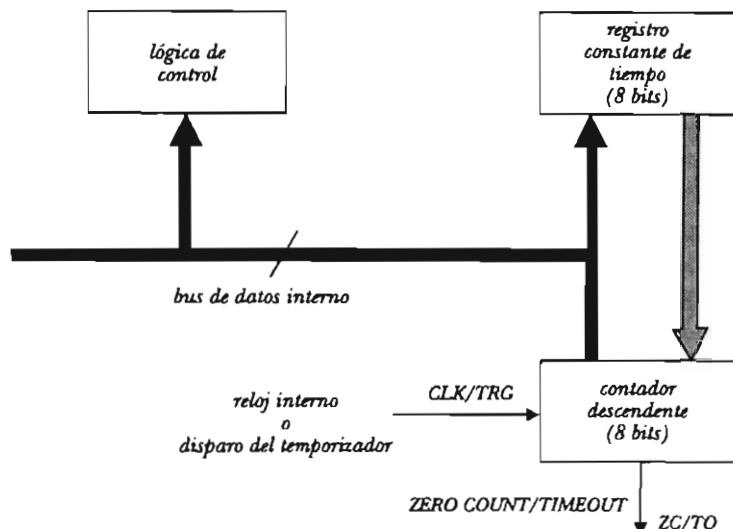 lógica de
control
registro
constante de
tiempo
(8 bits)
bus de datos interno
reloj interno
o
disparo del temporizador
CLK/TRG
contador
descendente
(8 bits)
ZERO COUNT/TIMEOUT
ZC/TO